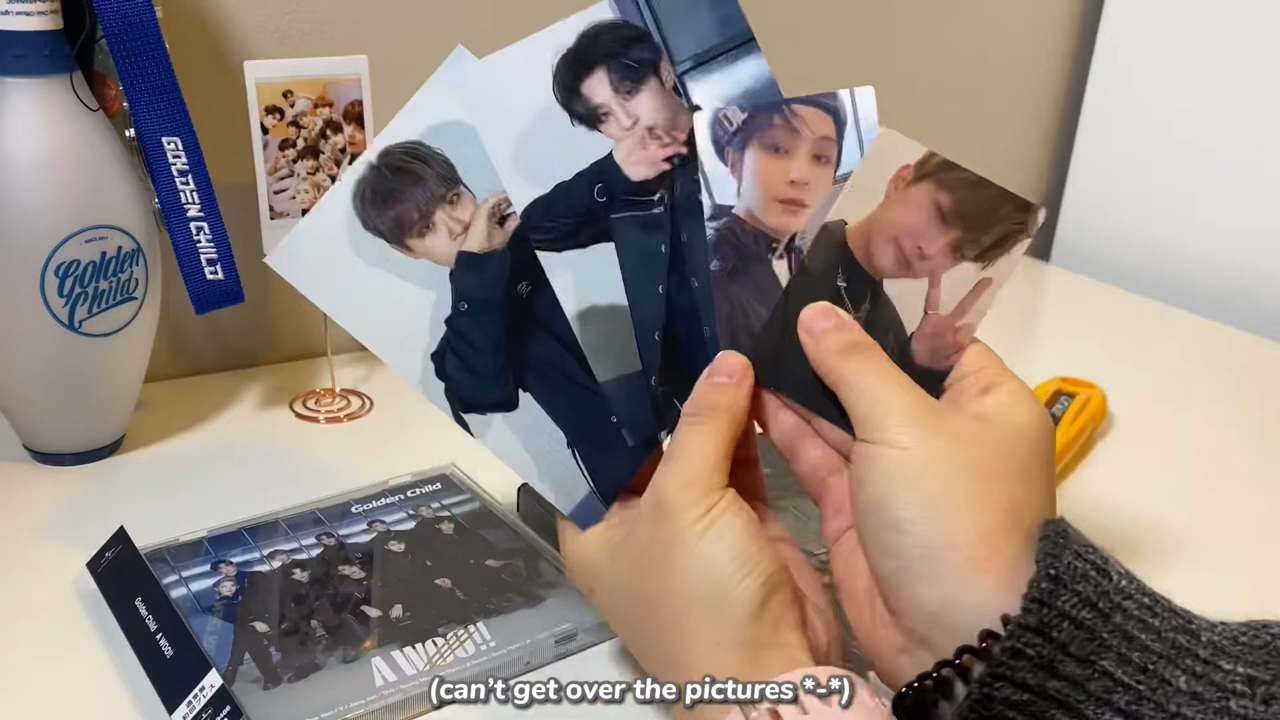 GOLDEN CHILD
SINCE 2017
Golden
Child
Golden Child
A WOO!!
Golden Child A WOO!!
(can't get over the pictures *-*)